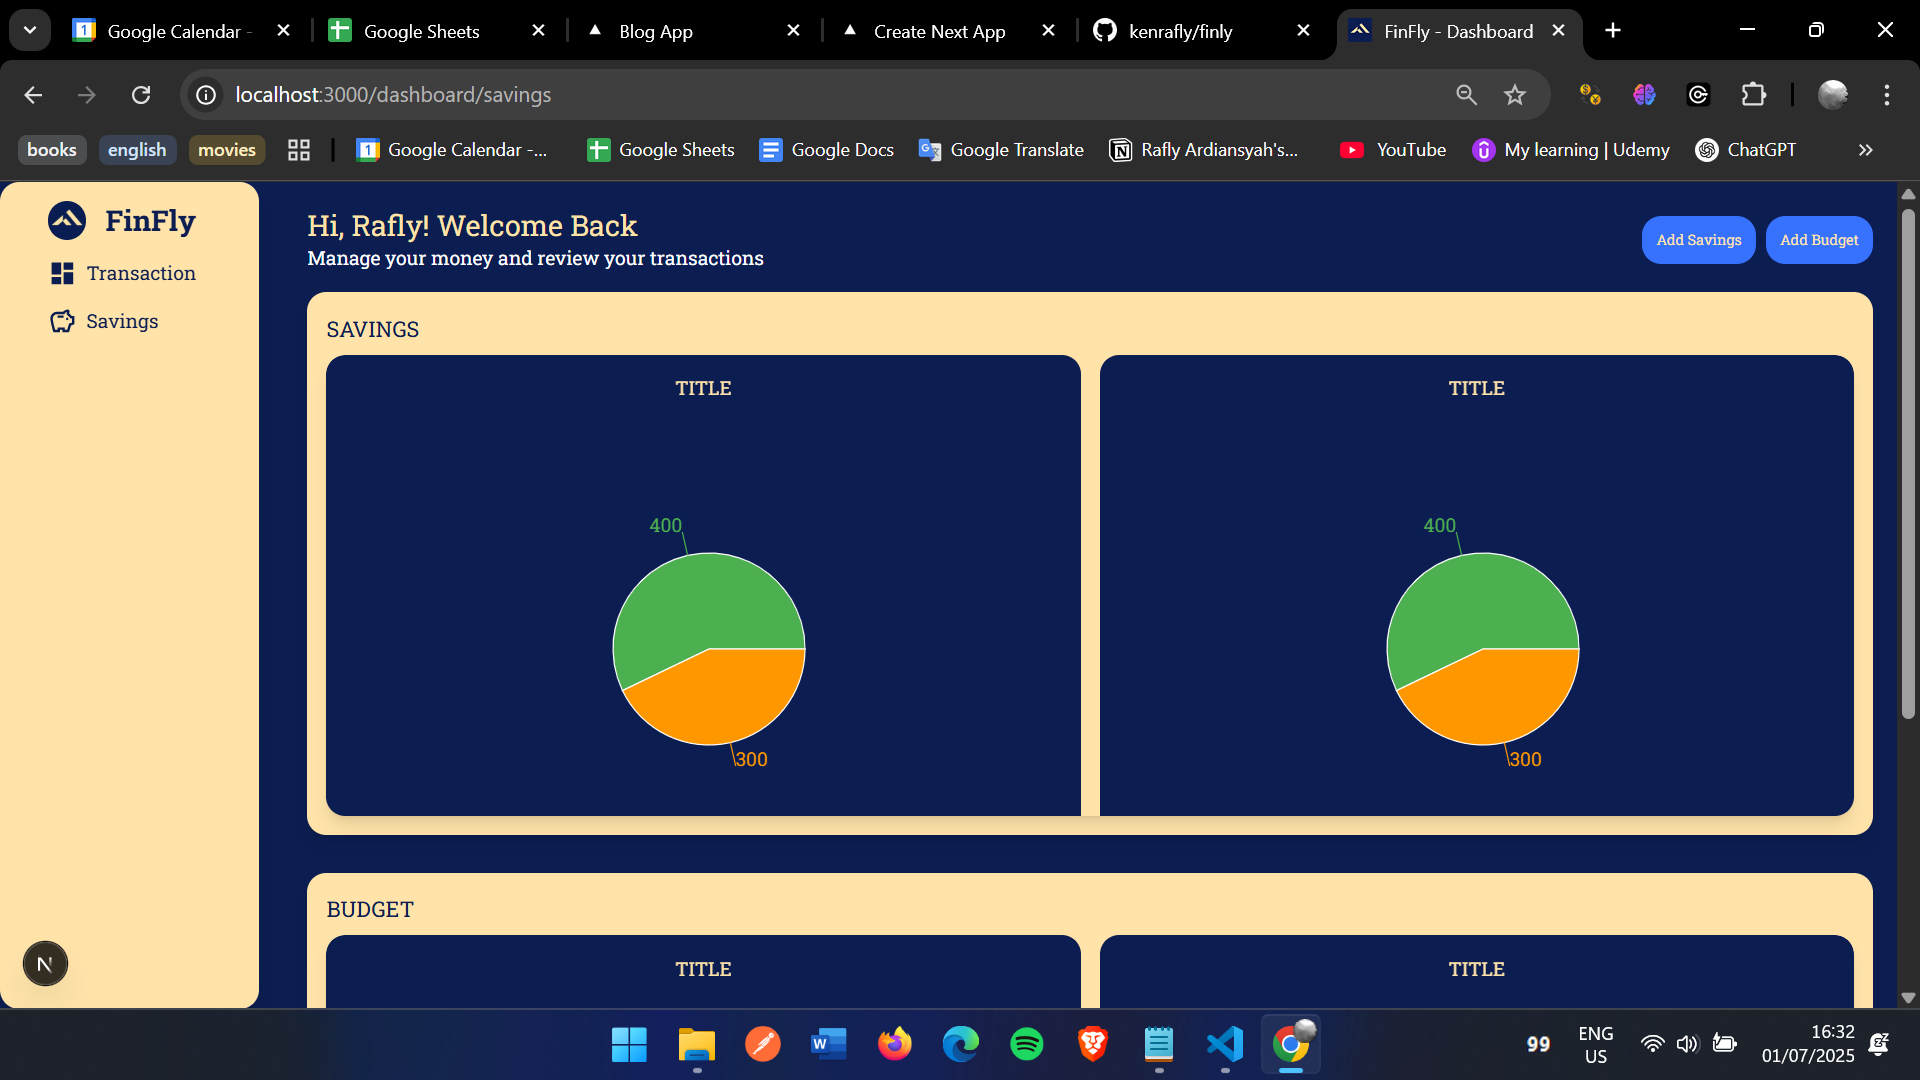 Google Calendar -
Google Sheets
Blog App
Create Next App
kenrafly/finly
FinFly - Dashboard
localhost:3000/dashboard/savings
books
english
movies
Google Calendar -...
Google Sheets
Google Docs
Google Translate
Rafly Ardiansyah's...
YouTube
My learning | Udemy
ChatGPT
FinFly
Transaction
Savings
Hi, Rafly! Welcome Back
Manage your money and review your transactions
Add Savings
Add Budget
SAVINGS
TITLE
400
300
TITLE
400
300
BUDGET
TITLE
TITLE
N
99
ENG
US
16:32
01/07/2025